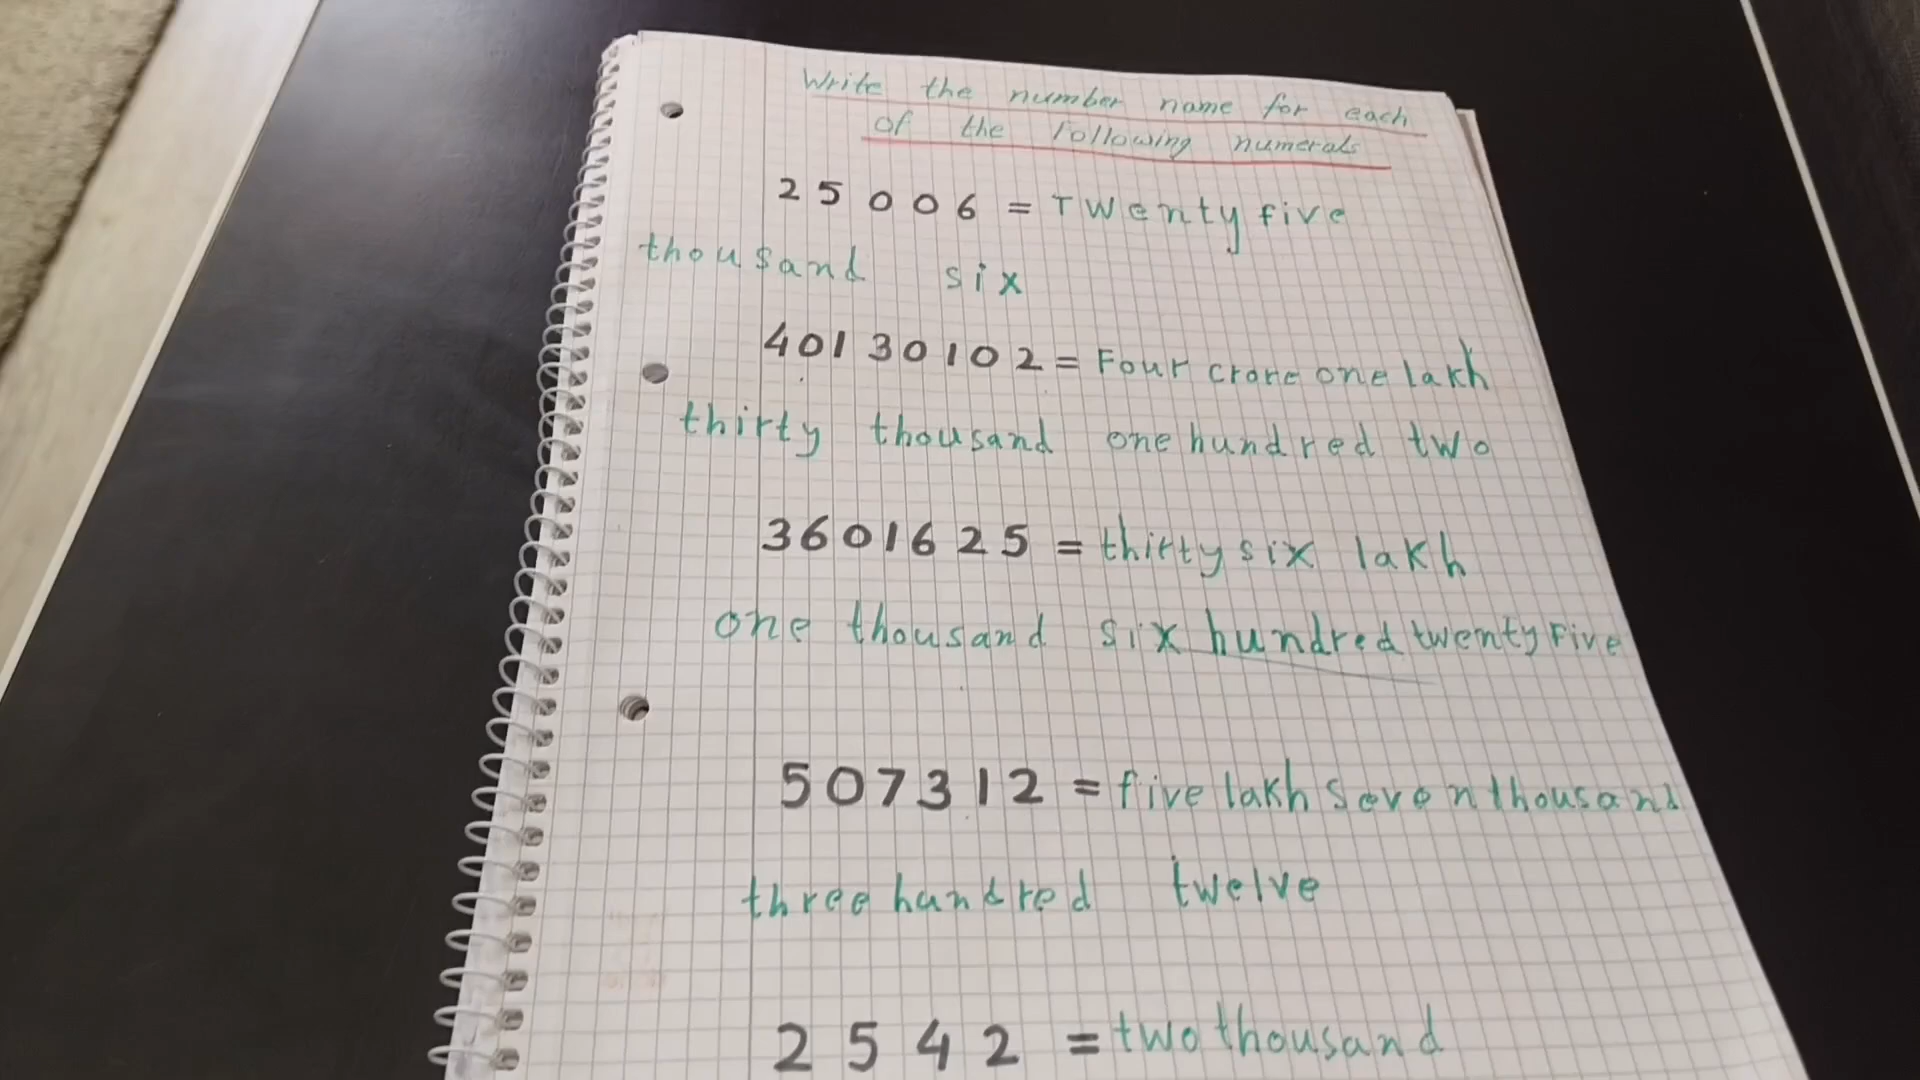 Write the number name for each
of the following numerals
25006 = Twenty five
thousand six
40130102 = Four crore one lakh
thirty thousand one hundred two
3601625 = thirty six lakh
one thousand six hundred twenty Five
507312 = five lakh seven thousand
three hundred twelve
2542 = two thousand